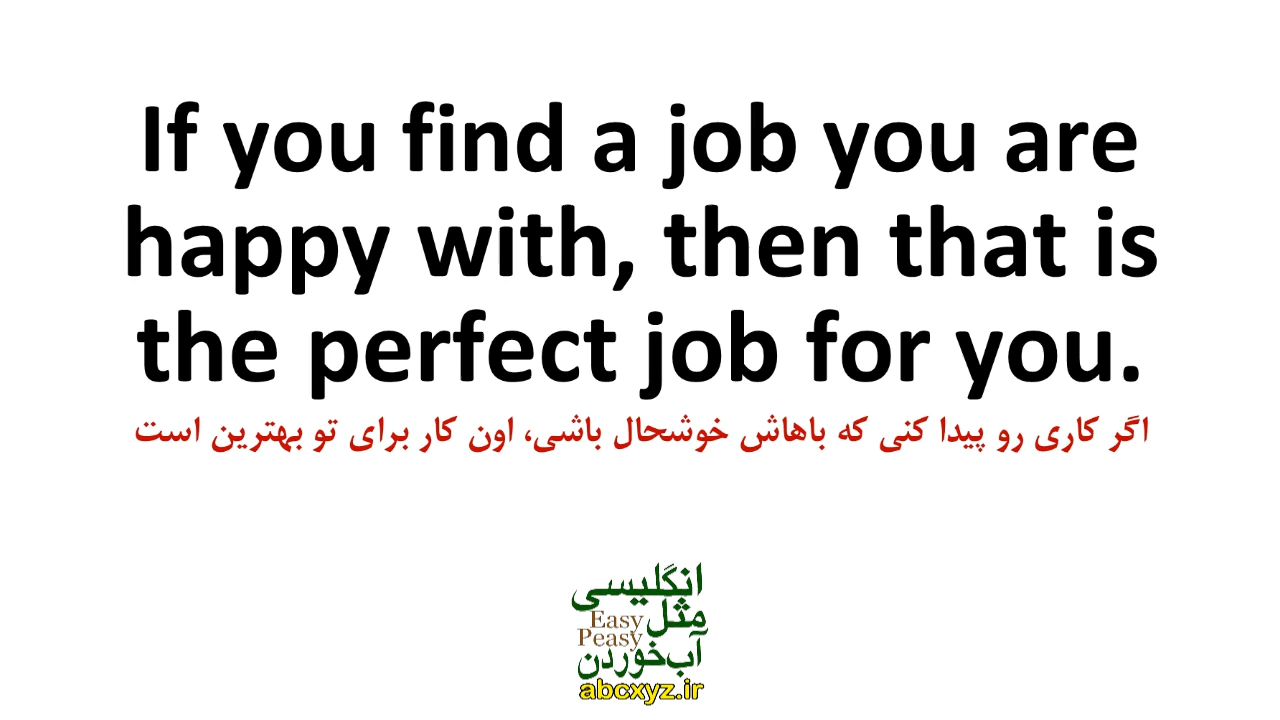 If you find a job you are
happy with, then that is
the perfect job for you.
اگر کاری رو پیدا کنی که باهاش خوشحال باشی، اون کار برای تو بهترین است
انگلیسی
مثل
Easy
Peasy
آب‌خوردن
abcxyz.ir